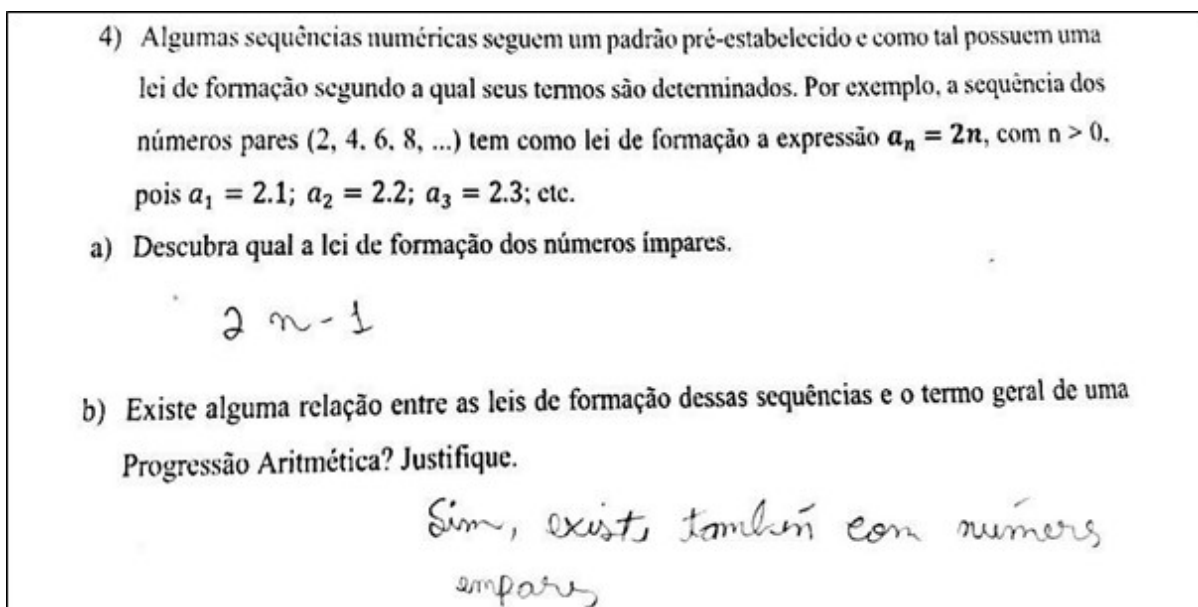 4) Algumas sequências numéricas seguem um padrão pré-estabelecido e como tal possuem uma
lei de formação segundo a qual seus termos são determinados. Por exemplo, a sequência dos
números pares (2, 4, 6, 8, ...) tem como lei de formação a expressão aₙ = 2n, com n > 0,
pois a₁ = 2.1; a₂ = 2.2; a₃ = 2.3; etc.
a) Descubra qual a lei de formação dos números ímpares.
2 n - 1
b) Existe alguma relação entre as leis de formação dessas sequências e o termo geral de uma
Progressão Aritmética? Justifique.
Sim, exist, também com números
empares